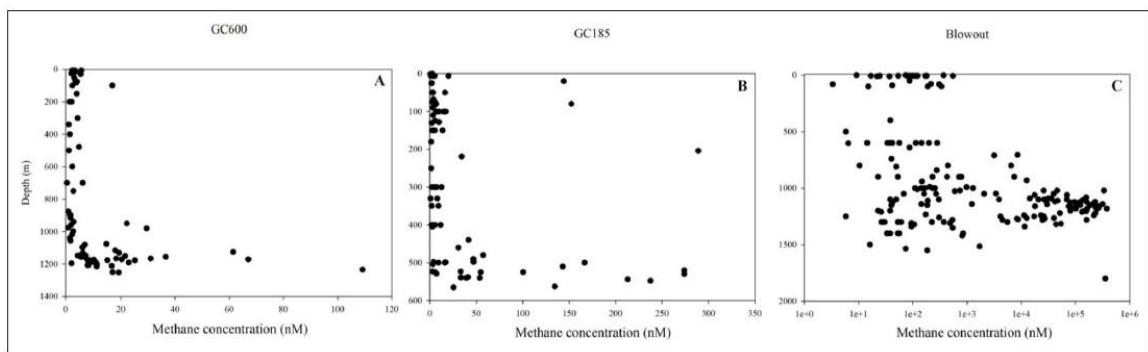 GC600
GC185
Blowout
A
B
C
Depth (m)
0
200
400
600
800
1000
1200
1400
0 20 40 60 80 100 120
Methane concentration (nM)
0
100
200
300
400
500
600
0 50 100 150 200 250 300 350
Methane concentration (nM)
0
500
1000
1500
2000
1e+0 1e+1 1e+2 1e+3 1e+4 1e+5 1e+6
Methane concentration (nM)